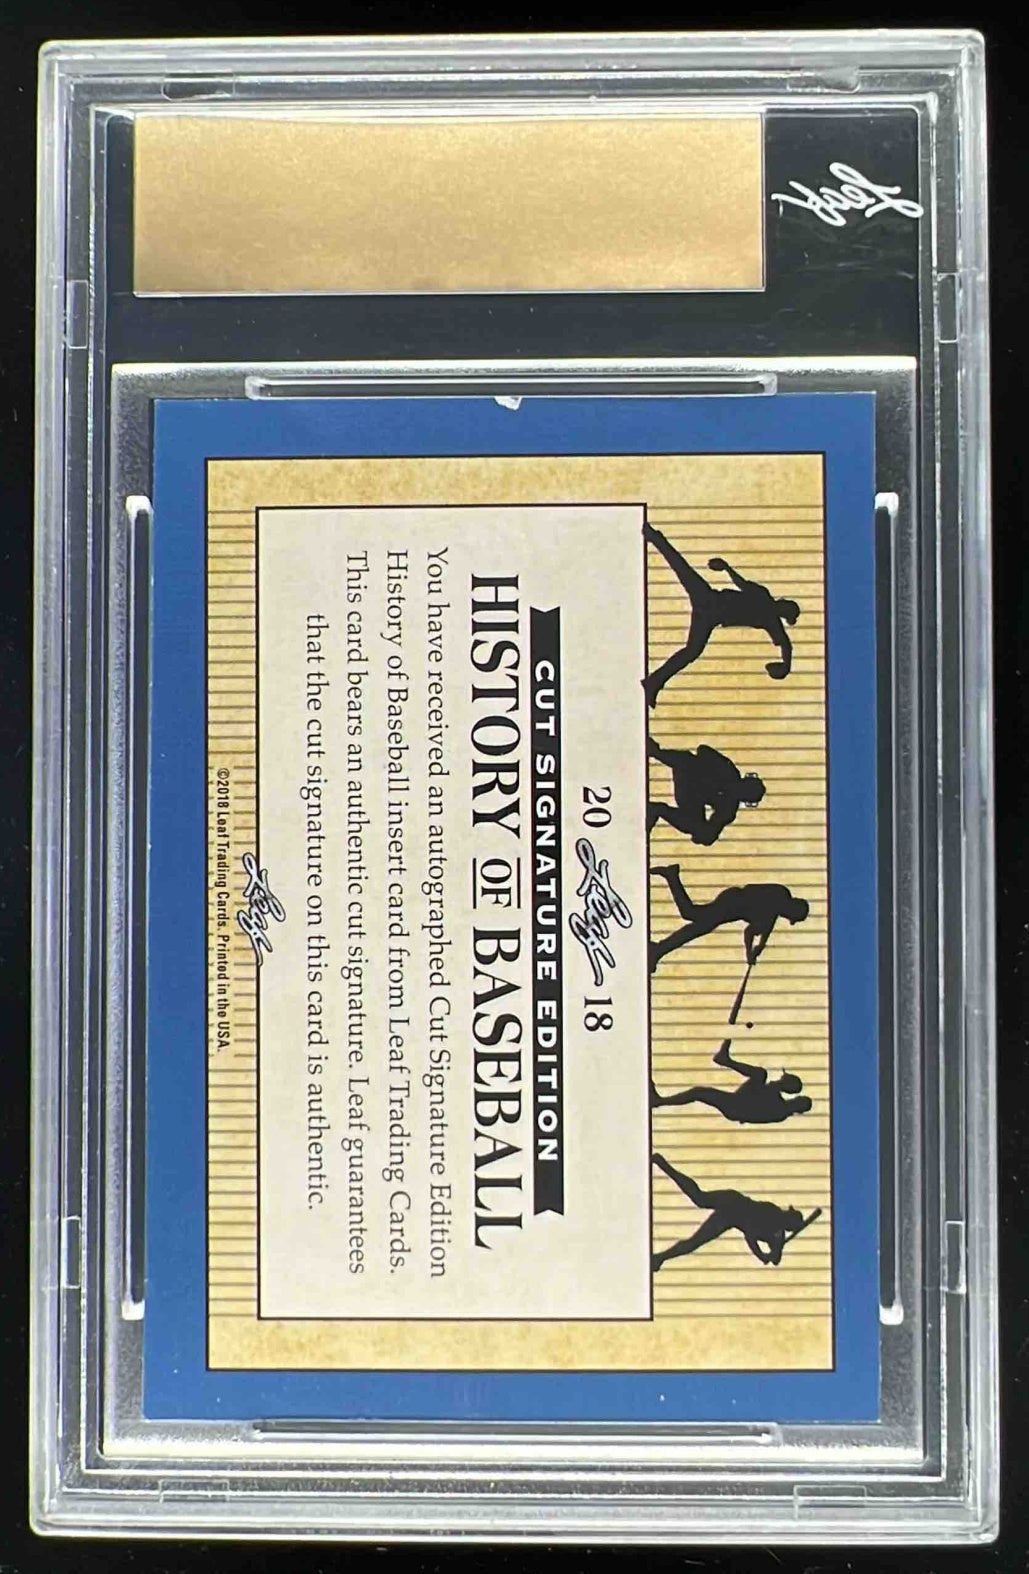 Leaf
20 Leaf 18
CUT SIGNATURE EDITION
HISTORY OF BASEBALL
You have received an autographed Cut Signature Edition
History of Baseball insert card from Leaf Trading Cards.
This card bears an authentic cut signature. Leaf guarantees
that the cut signature on this card is authentic.
Leaf
©2018 Leaf Trading Cards. Printed in the USA.